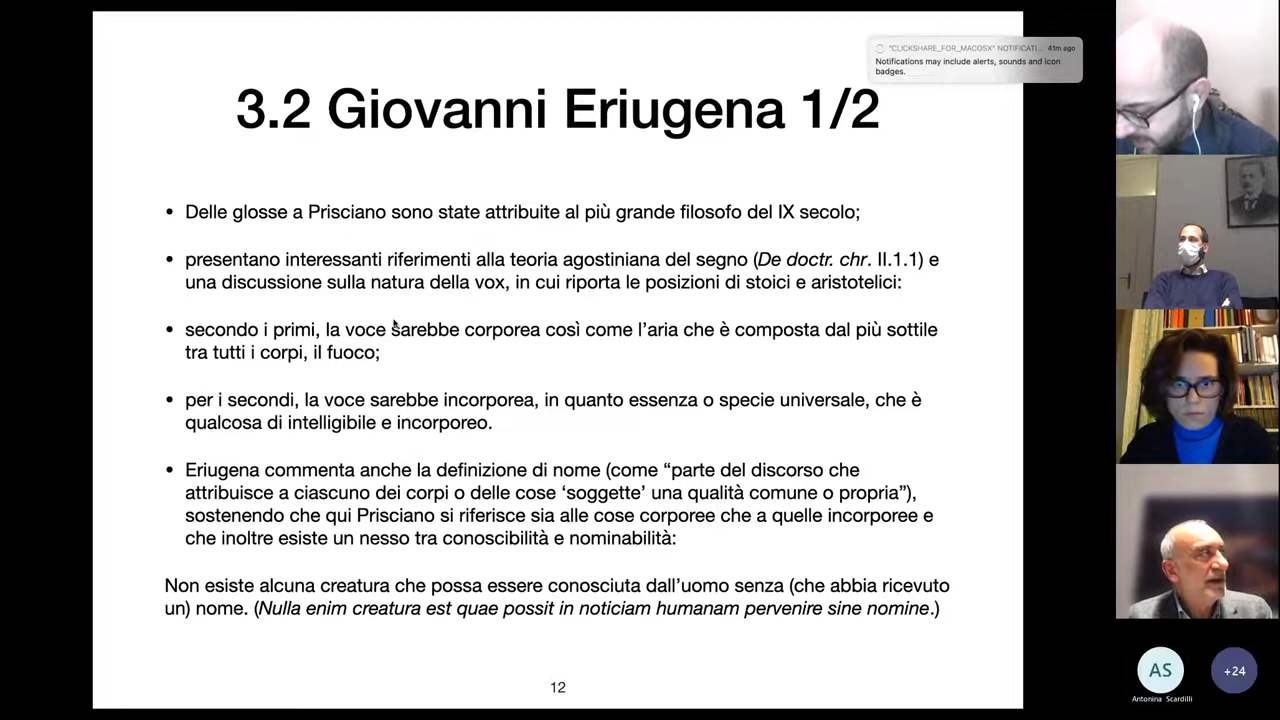 "CLICKSHARE_FOR_MACOSX" NOTIFICATI... 41m ago
Notifications may include alerts, sounds and icon
badges.
3.2 Giovanni Eriugena 1/2
• Delle glosse a Prisciano sono state attribuite al più grande filosofo del IX secolo;
• presentano interessanti riferimenti alla teoria agostiniana del segno (De doctr. chr. II.1.1) e
una discussione sulla natura della vox, in cui riporta le posizioni di stoici e aristotelici:
• secondo i primi, la voce sarebbe corporea così come l'aria che è composta dal più sottile
tra tutti i corpi, il fuoco;
• per i secondi, la voce sarebbe incorporea, in quanto essenza o specie universale, che è
qualcosa di intelligibile e incorporeo.
• Eriugena commenta anche la definizione di nome (come “parte del discorso che
attribuisce a ciascuno dei corpi o delle cose ‘soggette’ una qualità comune o propria”),
sostenendo che qui Prisciano si riferisce sia alle cose corporee che a quelle incorporee e
che inoltre esiste un nesso tra conoscibilità e nominabilità:
Non esiste alcuna creatura che possa essere conosciuta dall'uomo senza (che abbia ricevuto
un) nome. (Nulla enim creatura est quae possit in noticiam humanam pervenire sine nomine.)
12
AS
Antonina Scardilli
+24